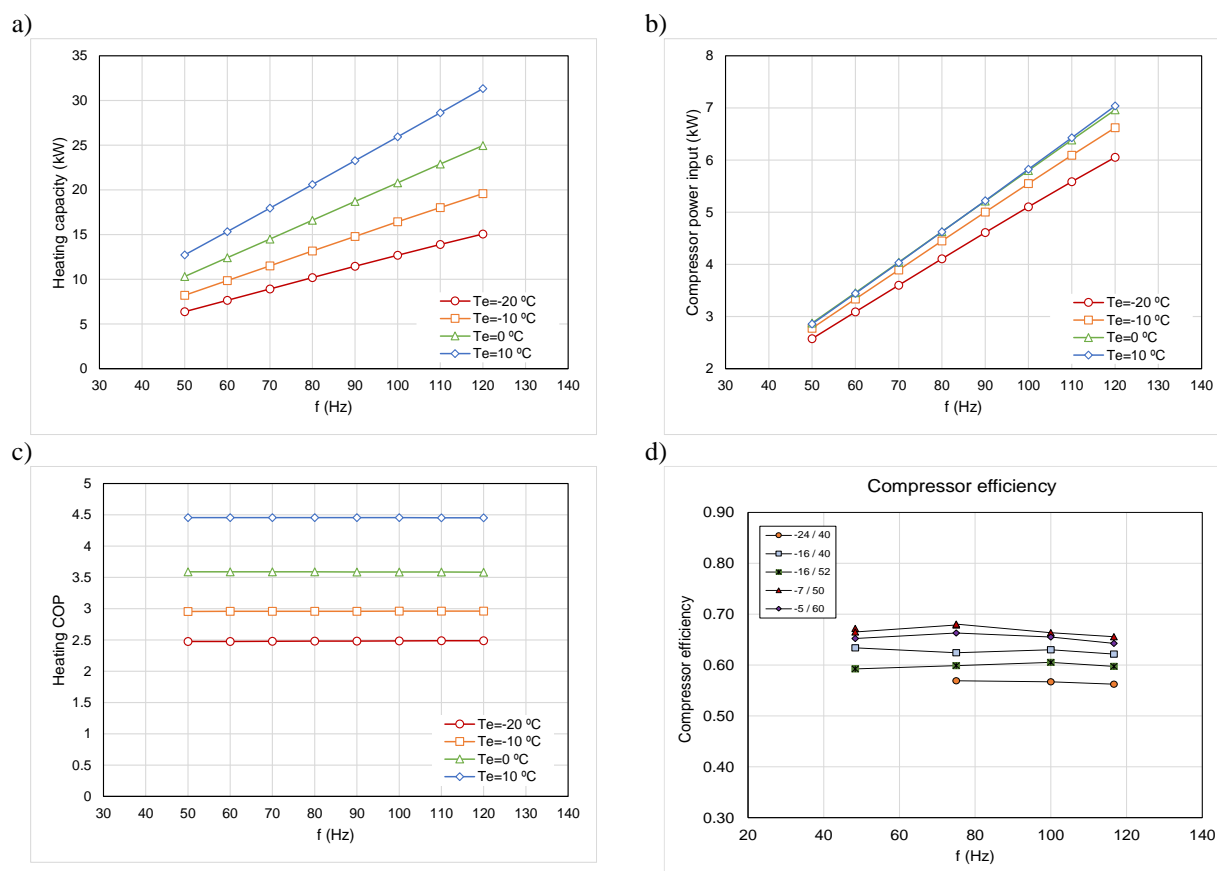 a)
Heating capacity (kW)
35
30
25
20
15
10
5
0
30 40 50 60 70 80 90 100 110 120 130 140
f (Hz)
Te=-20 ºC
Te=-10 ºC
Te=0 ºC
Te=10 ºC
b)
Compressor power input (kW)
8
7
6
5
4
3
2
30 40 50 60 70 80 90 100 110 120 130 140
f (Hz)
Te=-20 ºC
Te=-10 ºC
Te=0 ºC
Te=10 ºC
c)
Heating COP
5
4.5
4
3.5
3
2.5
2
1.5
1
0.5
0
30 40 50 60 70 80 90 100 110 120 130 140
f (Hz)
Te=-20 ºC
Te=-10 ºC
Te=0 ºC
Te=10 ºC
d)
Compressor efficiency
Compressor efficiency
0.90
0.80
0.70
0.60
0.50
0.40
0.30
20 40 60 80 100 120 140
f (Hz)
-24 / 40
-16 / 40
-16 / 52
-7 / 50
-5 / 60